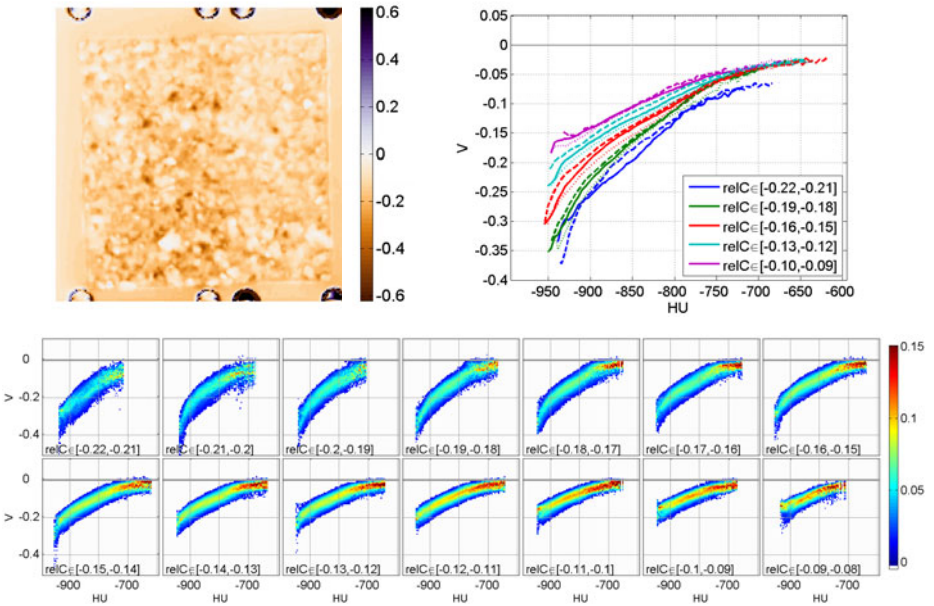 0.6
0.4
0.2
0
-0.2
-0.4
-0.6
0.05
0
-0.05
-0.1
-0.15
-0.2
-0.25
-0.3
-0.35
-0.4
V
relC∈[-0.22,-0.21]
relC∈[-0.19,-0.18]
relC∈[-0.16,-0.15]
relC∈[-0.13,-0.12]
relC∈[-0.10,-0.09]
-950 -900 -850 -800 -750 -700 -650 -600
HU
0
-0.2
-0.4
V
relC∈[-0.22,-0.21] relC∈[-0.21,-0.2] relC∈[-0.2,-0.19] relC∈[-0.19,-0.18] relC∈[-0.18,-0.17] relC∈[-0.17,-0.16] relC∈[-0.16,-0.15]
0
-0.2
-0.4
V
relC∈[-0.15,-0.14] relC∈[-0.14,-0.13] relC∈[-0.13,-0.12] relC∈[-0.12,-0.11] relC∈[-0.11,-0.1] relC∈[-0.1,-0.09] relC∈[-0.09,-0.08]
-900 -700 -900 -700 -900 -700 -900 -700 -900 -700 -900 -700 -900 -700
HU HU HU HU HU HU HU
0.15
0.1
0.05
0